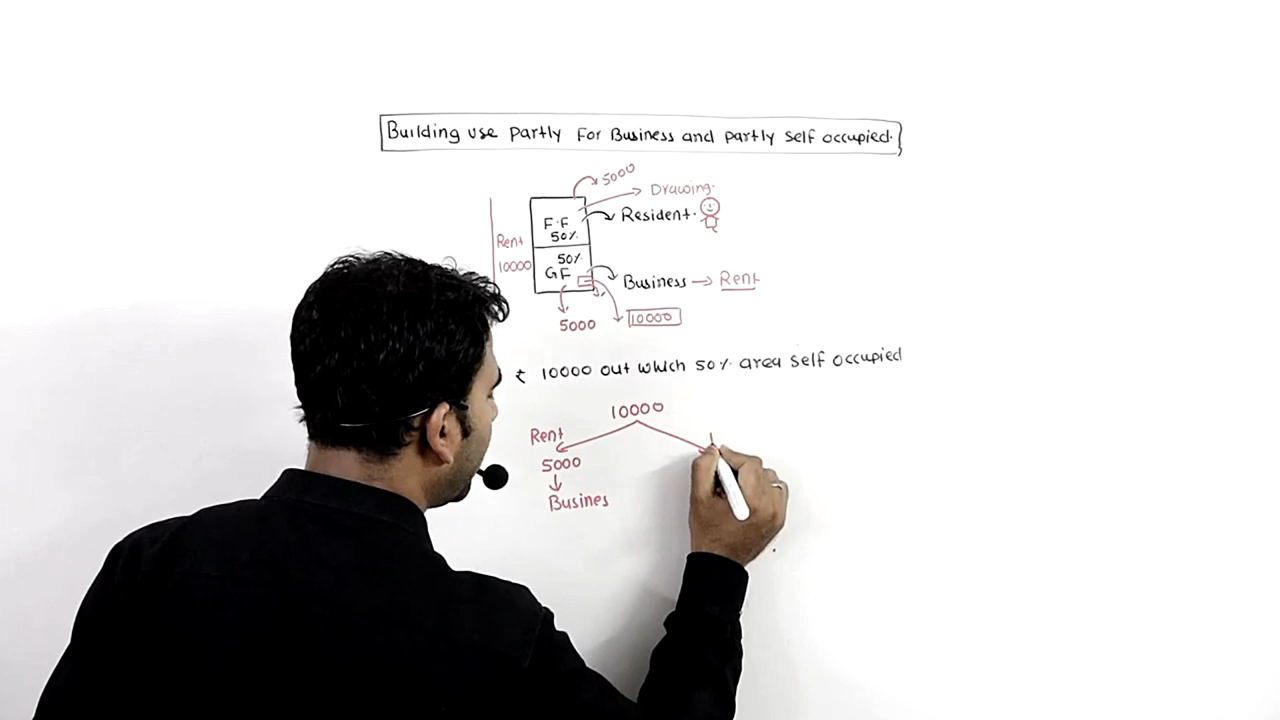 Building use partly For Business and partly self occupied.
5000
Drawing.
F.F
50%
Resident.
Rent
10000
50%
GF
Business → Rent
5000
10000
₹ 10000 out which 50% area self occupied
10000
Rent
5000
Busines